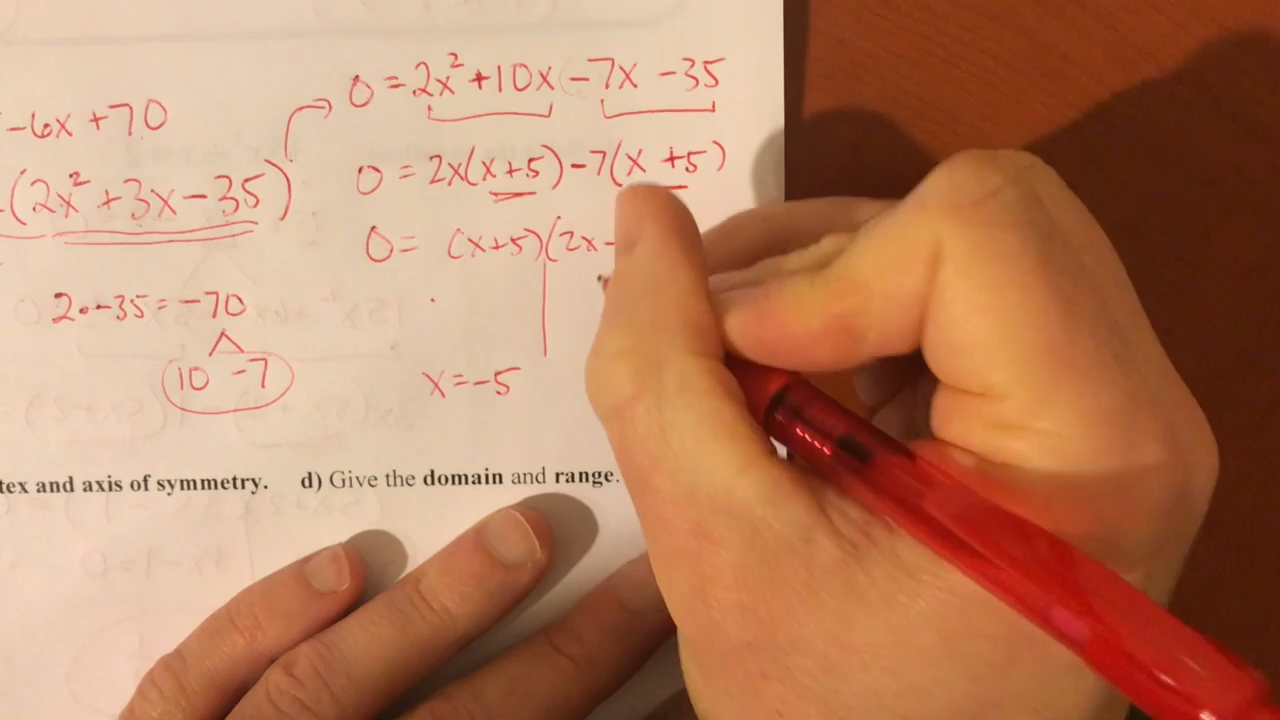 0 = 2x² + 10x - 7x - 35
-6x + 70
0 = 2x(x+5) - 7(x+5)
(2x² + 3x - 35)
0 = (x+5)(2x-
2•-35 = -70
10 -7
x = -5
tex and axis of symmetry. d) Give the domain and range.